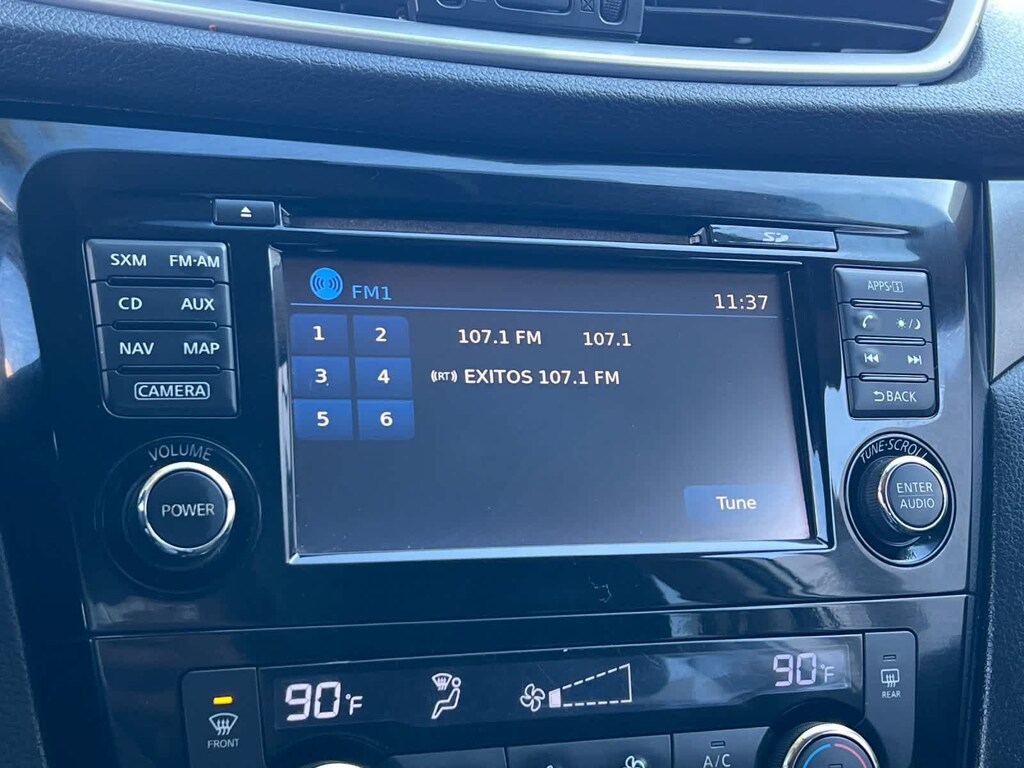 SD
SXM FM·AM
CD AUX
NAV MAP
CAMERA
VOLUME
POWER
FM1 11:37
1 2 107.1 FM 107.1
3 4 (RT) EXITOS 107.1 FM
5 6
Tune
APPS·i
BACK
TUNE·SCROLL
ENTER
AUDIO
90°F
90°F
FRONT
REAR
A/C